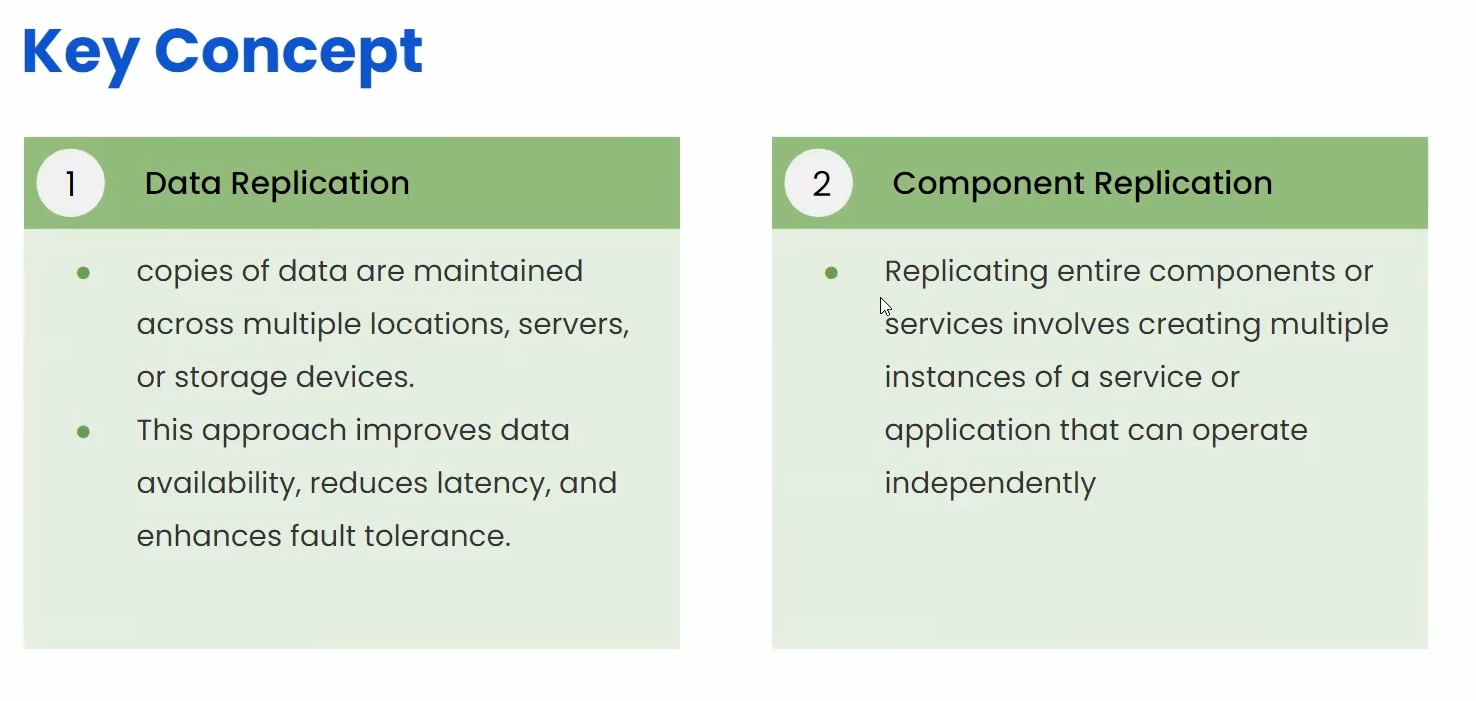 Key Concept
1 Data Replication
copies of data are maintained
across multiple locations, servers,
or storage devices.
This approach improves data
availability, reduces latency, and
enhances fault tolerance.
2 Component Replication
Replicating entire components or
services involves creating multiple
instances of a service or
application that can operate
independently